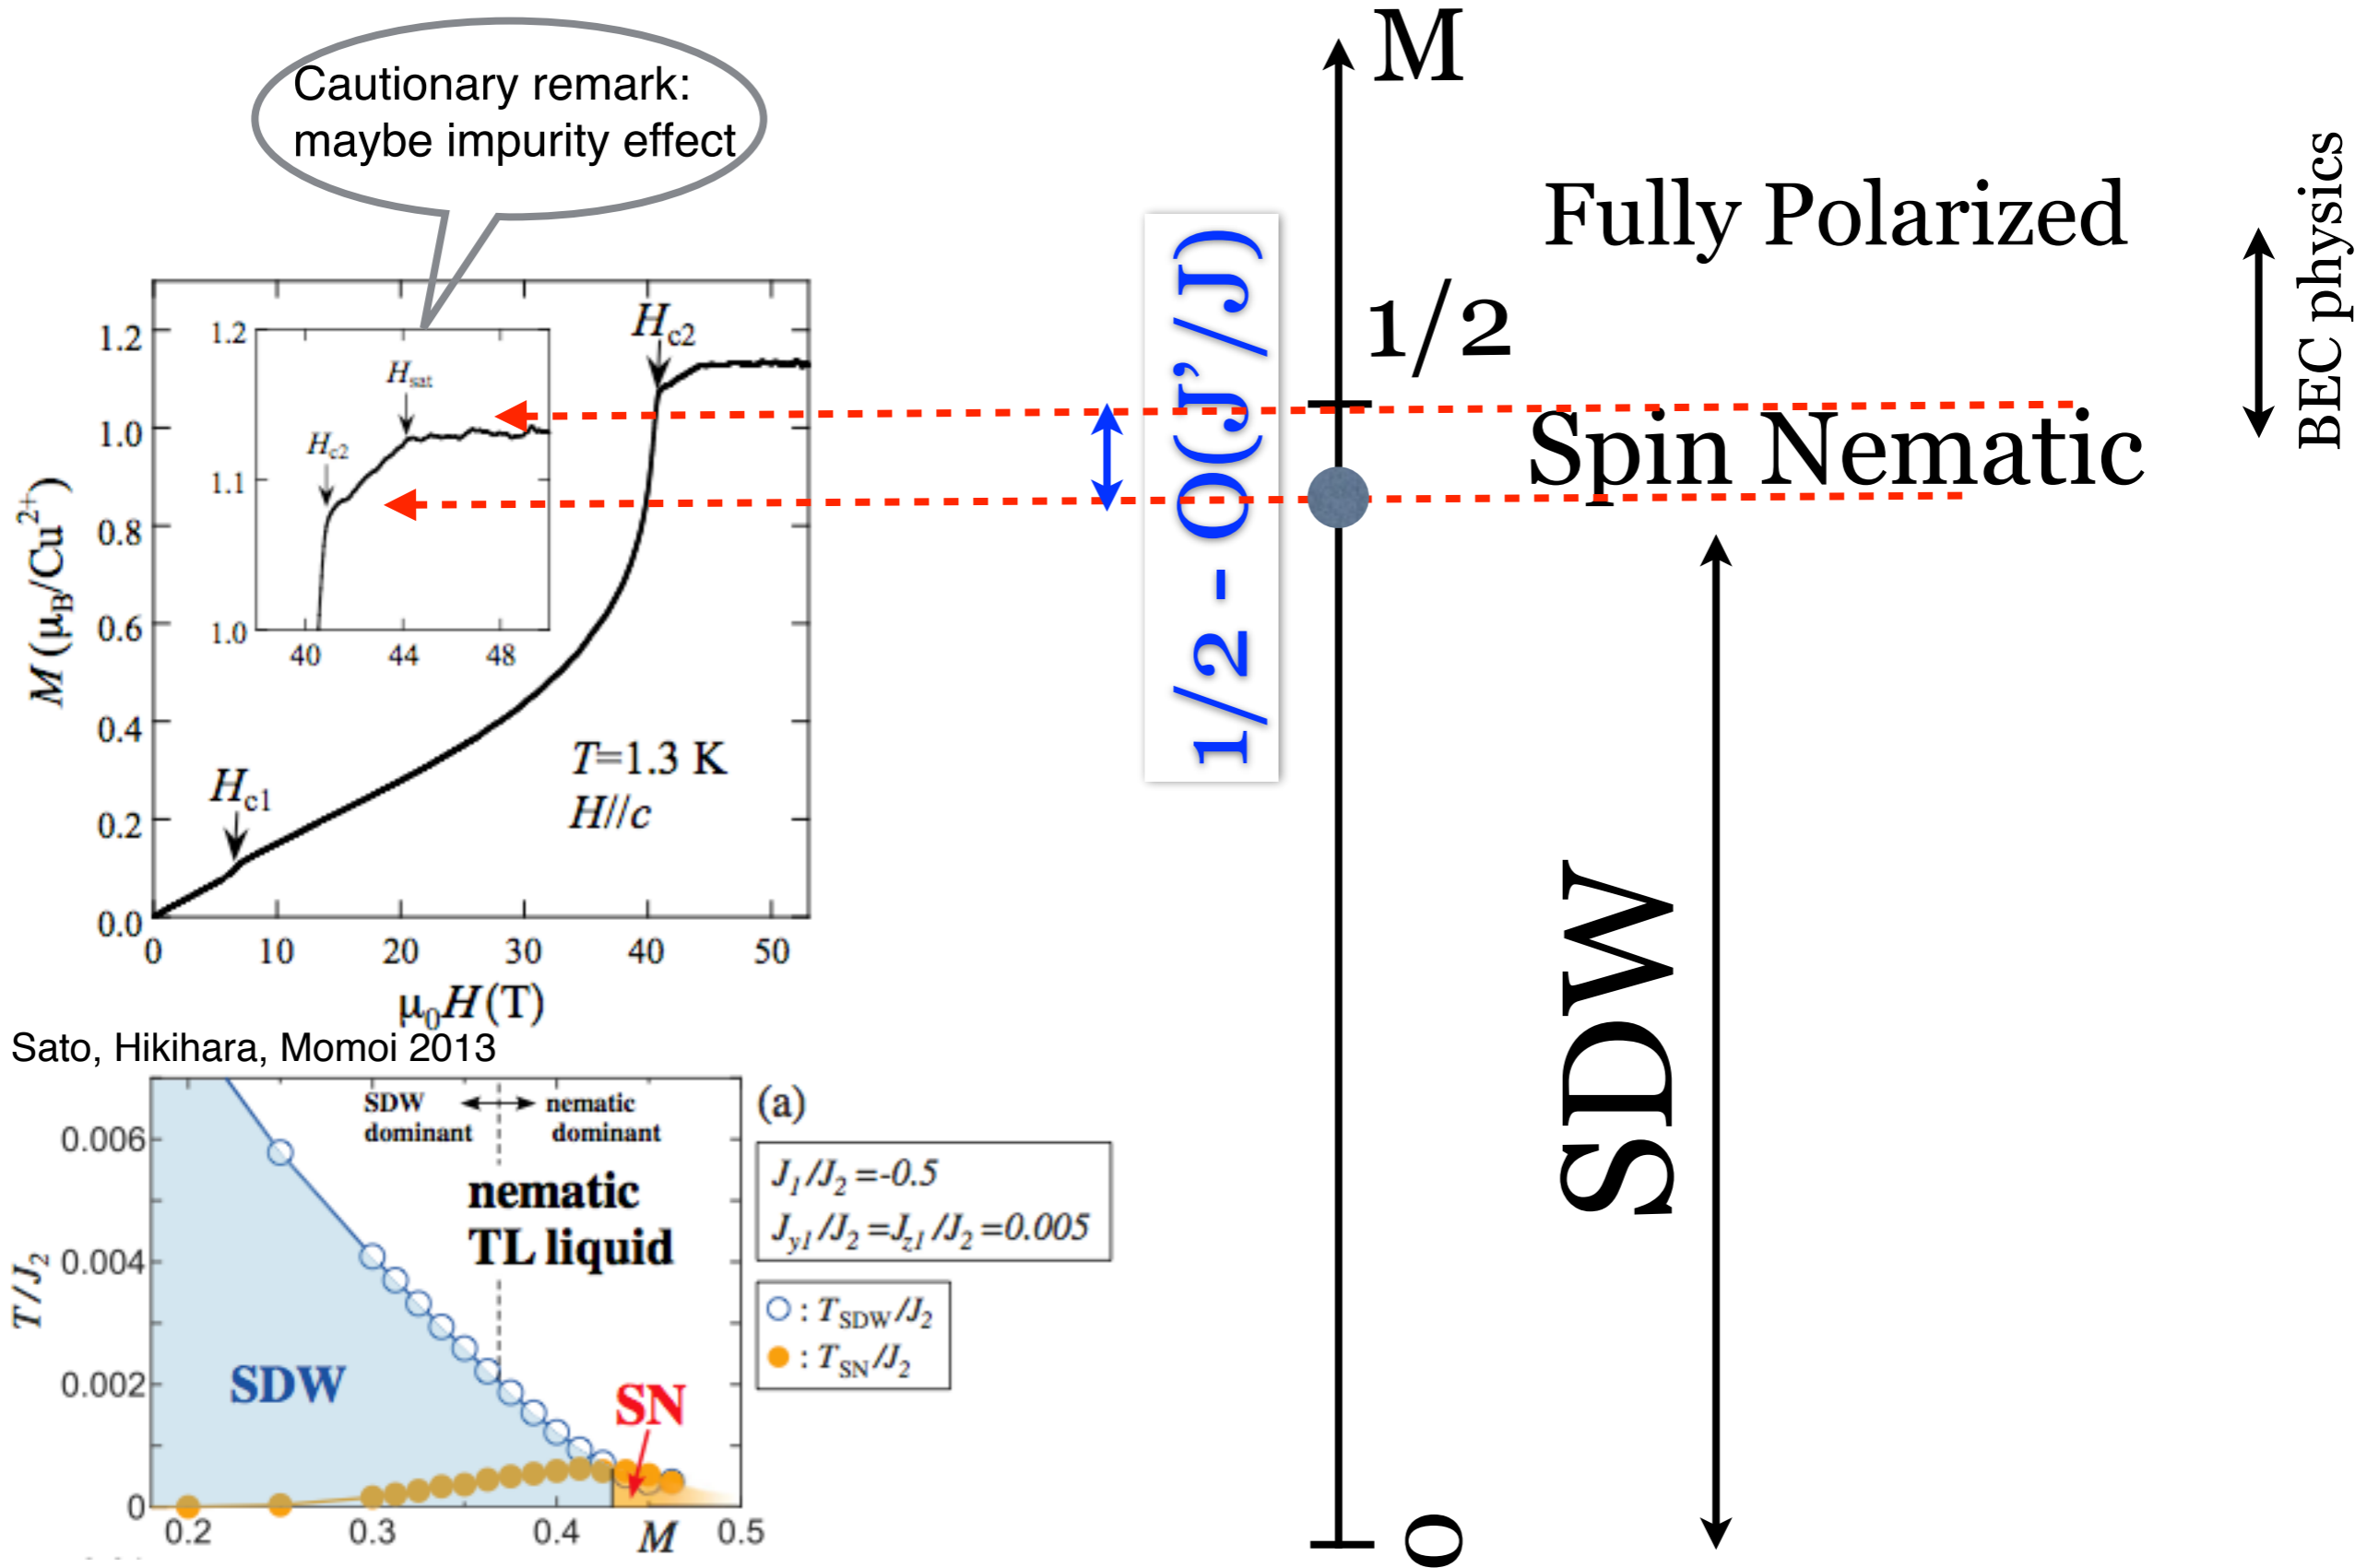 Cautionary remark:
maybe impurity effect
M
Fully Polarized
BEC physics
1/2
1/2 - O(J'/J)
Spin Nematic
SDW
0
M (μB/Cu2+)
1.2
1.0
0.8
0.6
0.4
0.2
0.0
0
10
20
30
40
50
μ0H (T)
Hc1
Hc2
T=1.3 K
H//c
1.2
1.1
1.0
40
44
48
Hc2
Hsat
Sato, Hikihara, Momoi 2013
T/J2
0.006
0.004
0.002
0
0.2
0.3
0.4
M
0.5
SDW
dominant
nematic
dominant
nematic
TL liquid
SDW
SN
(a)
J1/J2 =-0.5
Jy1/J2 =Jz1/J2 =0.005
: TSDW/J2
: TSN/J2